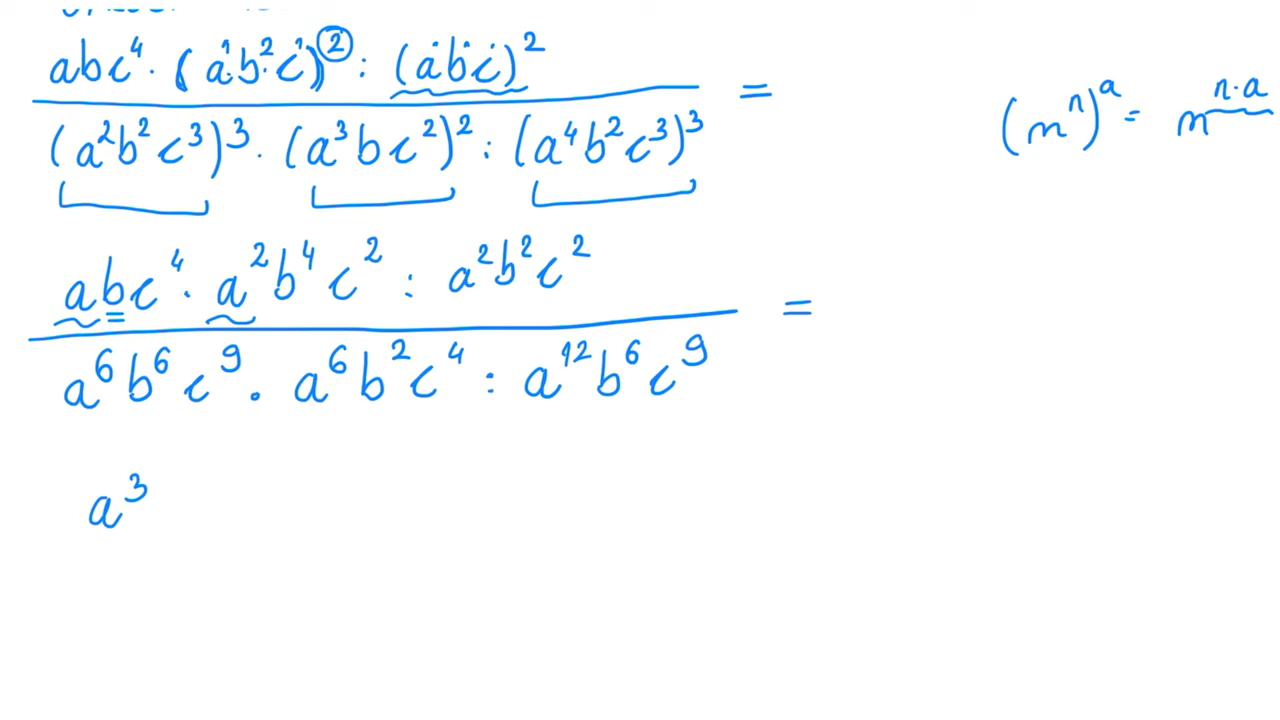 abc⁴ · (a¹b²c¹)² : (abc)²
=
(a²b²c³)³ · (a³bc²)² : (a⁴b²c³)³
(mⁿ)ᵃ = mⁿ·ᵃ
abc⁴ · a²b⁴c² : a²b²c²
=
a⁶b⁶c⁹ · a⁶b²c⁴ : a¹²b⁶c⁹
a³